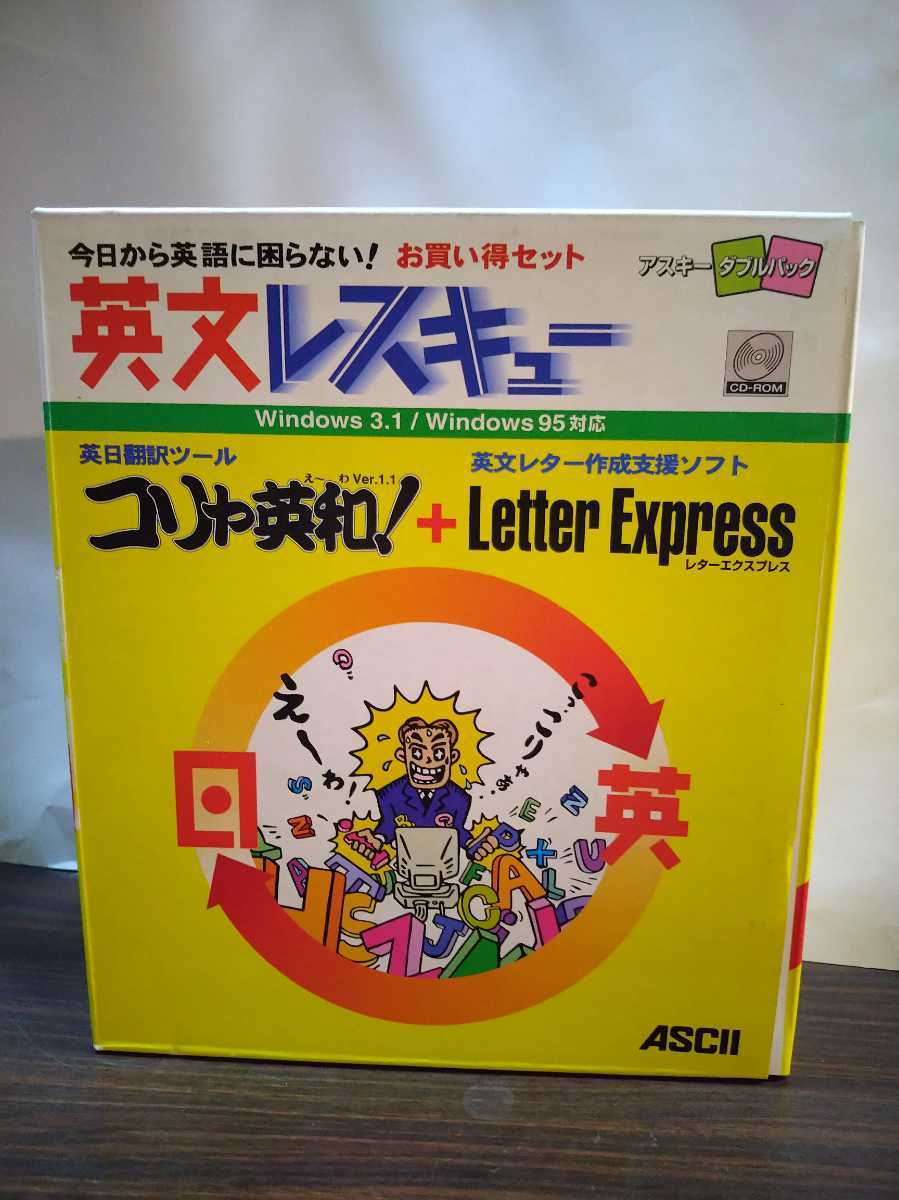 今日から英語に困らない! お買い得セット
アスキー ダブルパック
英文レスキュー
CD-ROM
Windows 3.1 / Windows 95 対応
英日翻訳ツール
コリャ英和!
え〜 わ Ver.1.1
+
英文レター作成支援ソフト
Letter Express
レターエクスプレス
え〜わ!
こっこりゃぁ
日
英
ASCII